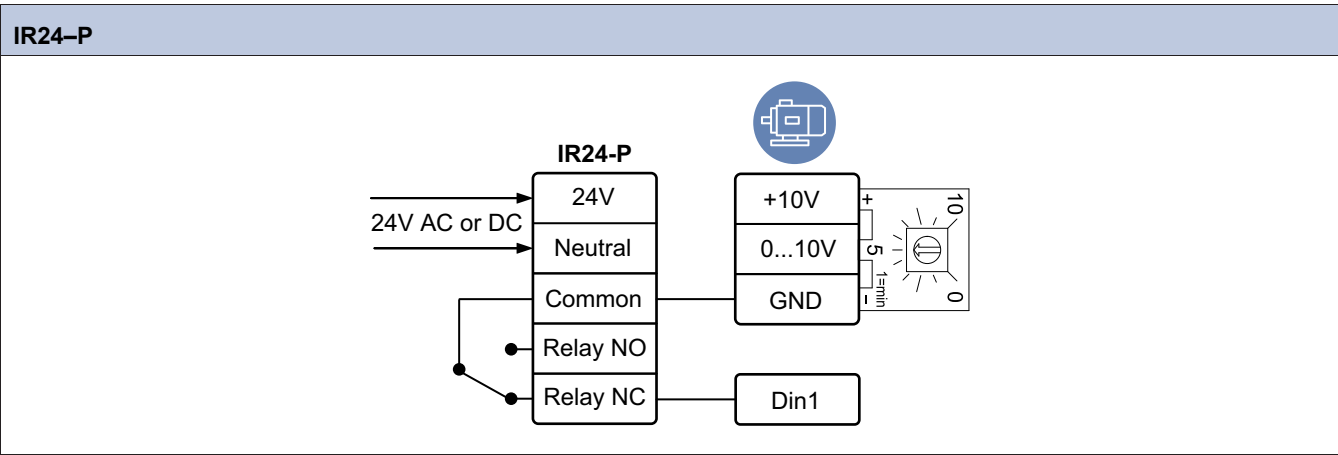 IR24–P
IR24-P
24V AC or DC
24V
Neutral
Common
Relay NO
Relay NC
+10V
0...10V
GND
Din1
+
-
10
5
0
1=min